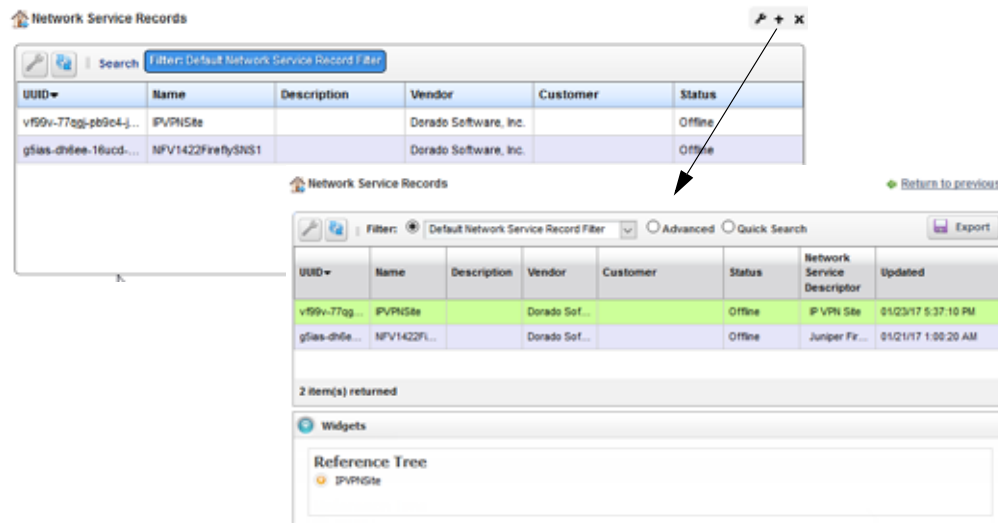 Network Service Records
Search Filter: Default Network Service Record Filter
UUID Name Description Vendor Customer Status
vf99v-77qgj-pb9c4-j... IPVPNSite Dorado Software, Inc. Offline
g5ias-dh6ee-16ucd-... NFV1422FireflySNS1 Dorado Software, Inc. Offline
Network Service Records Return to previous
Filter: Default Network Service Record Filter Advanced Quick Search Export
UUID Name Description Vendor Customer Status Network Service Descriptor Updated
vf99v-77qg... IPVPNSite Dorado Sof... Offline IP VPN Site 01/23/17 5:37:10 PM
g5ias-dh6e... NFV1422Fi... Dorado Sof... Offline Juniper Fir... 01/21/17 1:00:20 AM
2 item(s) returned
Widgets
Reference Tree
IPVPNSite